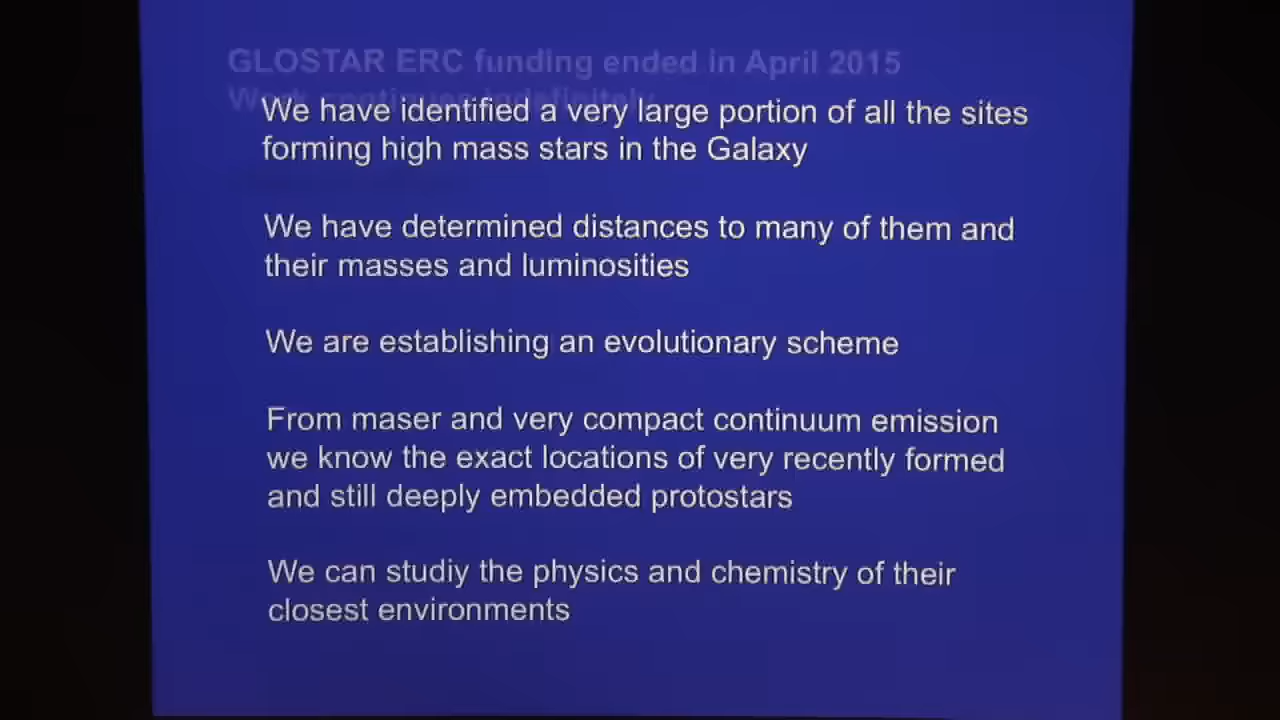 GLOSTAR ERC funding ended in April 2015
Work continues indefinitely
We have identified a very large portion of all the sites
forming high mass stars in the Galaxy
We have determined distances to many of them and
their masses and luminosities
We are establishing an evolutionary scheme
From maser and very compact continuum emission
we know the exact locations of very recently formed
and still deeply embedded protostars
We can studiy the physics and chemistry of their
closest environments